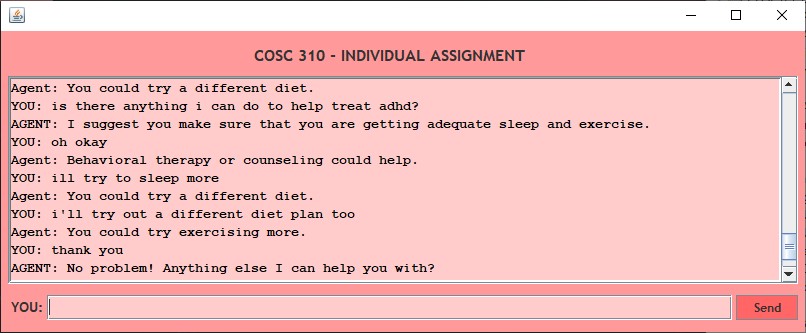 COSC 310 - INDIVIDUAL ASSIGNMENT
Agent: You could try a different diet.
YOU: is there anything i can do to help treat adhd?
AGENT: I suggest you make sure that you are getting adequate sleep and exercise.
YOU: oh okay
Agent: Behavioral therapy or counseling could help.
YOU: ill try to sleep more
Agent: You could try a different diet.
YOU: i'll try out a different diet plan too
Agent: You could try exercising more.
YOU: thank you
AGENT: No problem! Anything else I can help you with?
YOU: Send